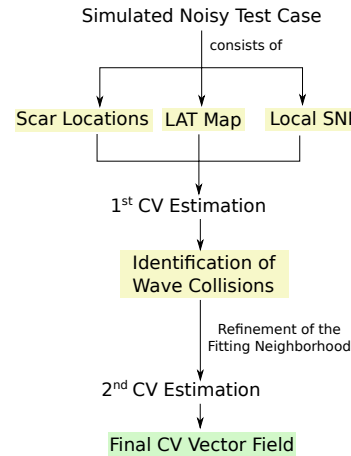 Simulated Noisy Test Case
consists of
Scar Locations LAT Map Local SN
1st CV Estimation
Identification of
Wave Collisions
Refinement of the
Fitting Neighborhood
2nd CV Estimation
Final CV Vector Field